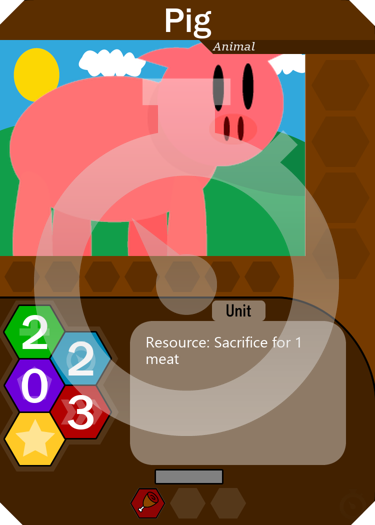 Pig
Animal
Unit
2
2
0
3
Resource: Sacrifice for 1
meat